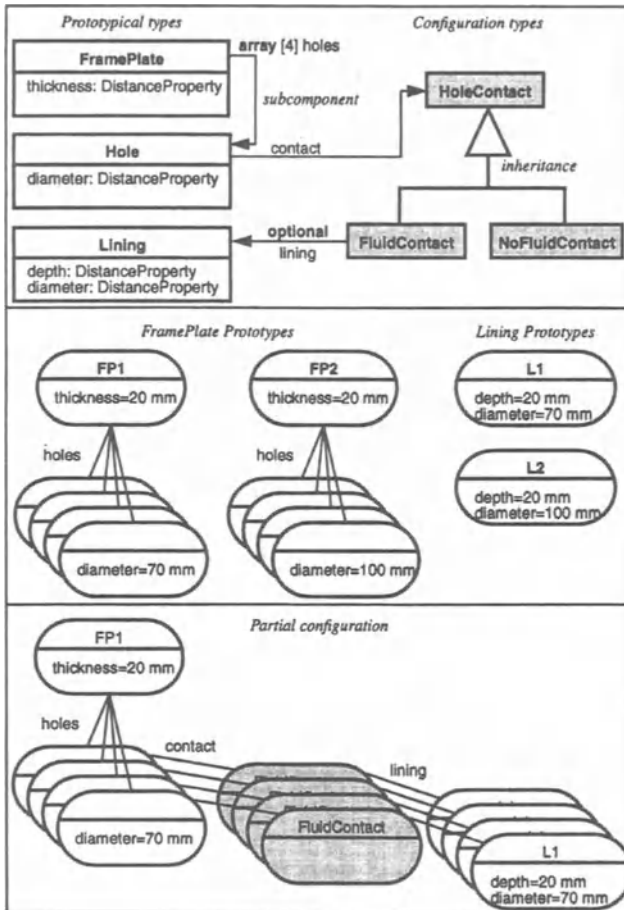 Prototypical types
Configuration types
array [4] holes
FramePlate
thickness: DistanceProperty
HoleContact
subcomponent
Hole
contact
diameter: DistanceProperty
inheritance
optional
Lining
FluidContact
NoFluidContact
lining
depth: DistanceProperty
diameter: DistanceProperty
FramePlate Prototypes
Lining Prototypes
FP1
FP2
L1
thickness=20 mm
thickness=20 mm
depth=20 mm
diameter=70 mm
holes
holes
L2
depth=20 mm
diameter=100 mm
diameter=70 mm
diameter=100 mm
Partial configuration
FP1
thickness=20 mm
holes
contact
lining
FluidContact
diameter=70 mm
L1
depth=20 mm
diameter=70 mm